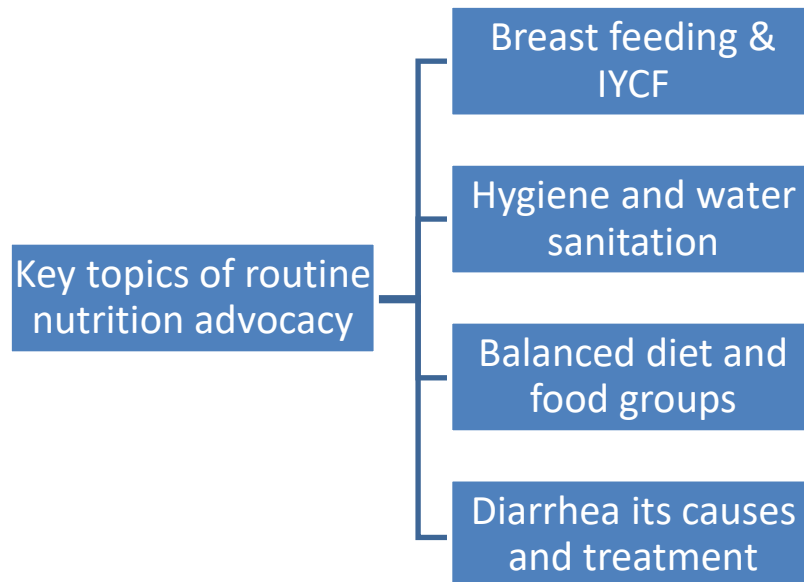 Key topics of routine
nutrition advocacy
Breast feeding &
IYCF
Hygiene and water
sanitation
Balanced diet and
food groups
Diarrhea its causes
and treatment